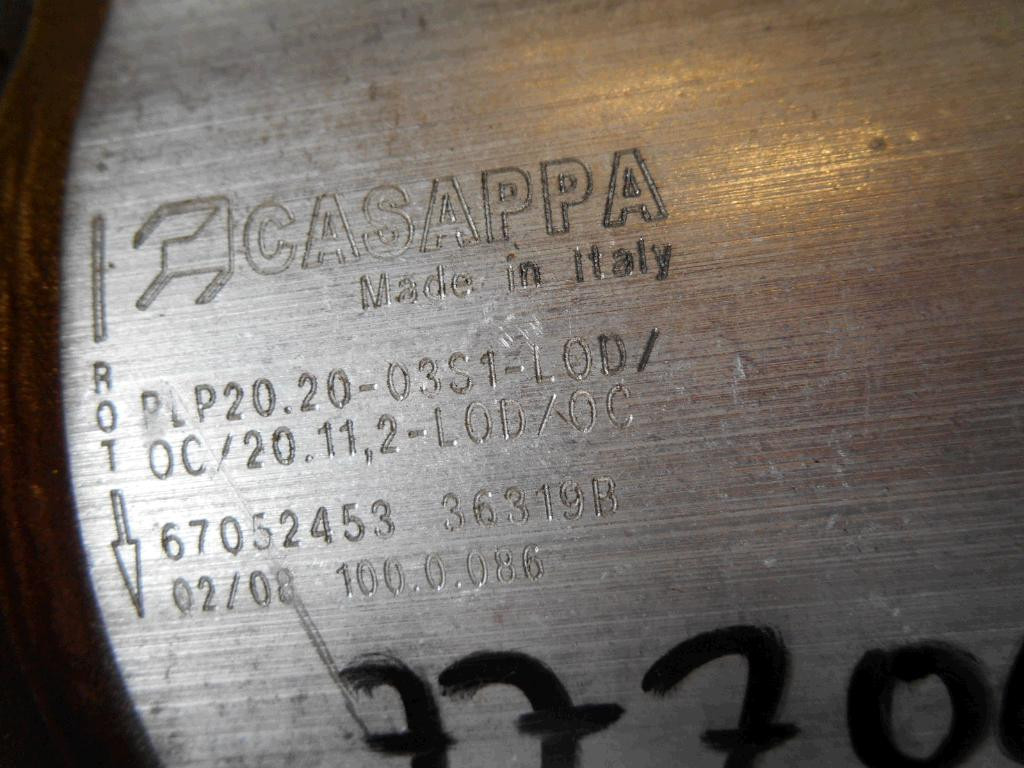 CASAPPA
Made in Italy
ROT
PLP20.20-03S1-LOD/
OC/20.11,2-LOD/OC
67052453 36319B
02/08 100.0.086
7770